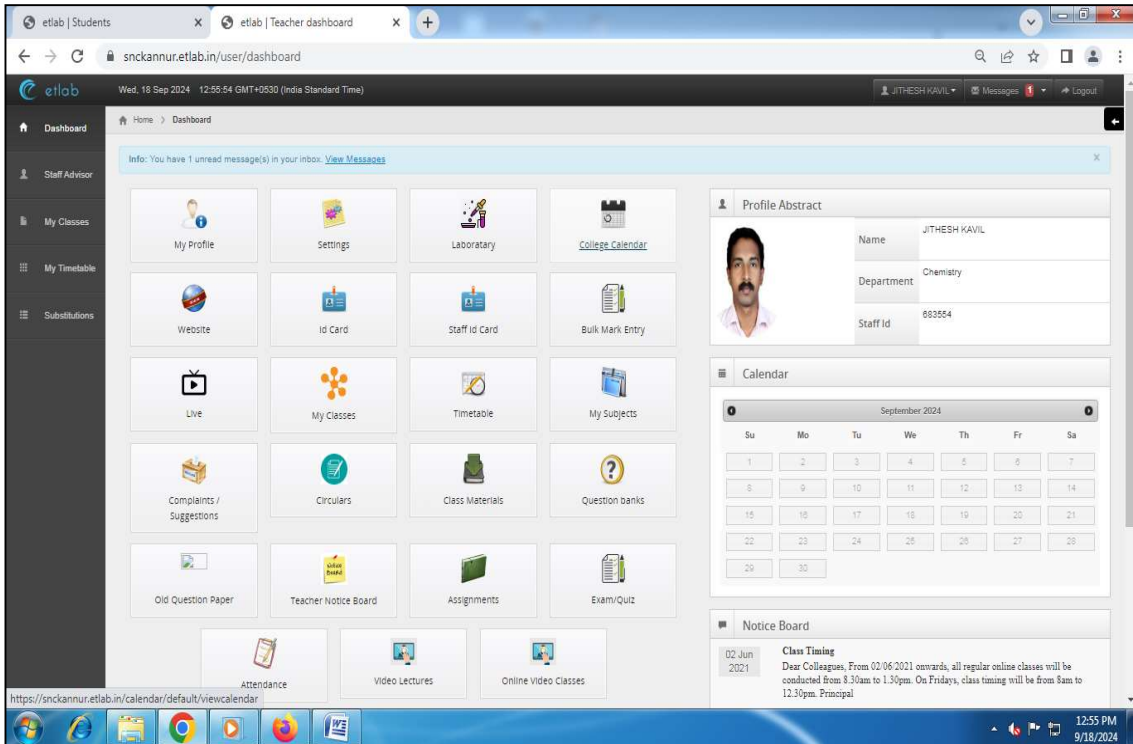 etlab | Students
etlab | Teacher dashboard
snckannur.etlab.in/user/dashboard
etlab
Wed, 18 Sep 2024 12:55:54 GMT+0530 (India Standard Time)
JITHESH KAVIL
Messages 1
Logout
Dashboard
Staff Advisor
My Classes
My Timetable
Substitutions
Home > Dashboard
Info: You have 1 unread message(s) in your inbox. View Messages
X
My Profile
Settings
Laboratary
College Calendar
Website
Id Card
Staff Id Card
Bulk Mark Entry
Live
My Classes
Timetable
My Subjects
Complaints /
Suggestions
Circulars
Class Materials
Question banks
Old Question Paper
Teacher Notice Board
Assignments
Exam/Quiz
Attendance
Video Lectures
Online Video Classes
Profile Abstract
Name JITHESH KAVIL
Department Chemistry
Staff Id 683554
Calendar
September 2024
Su Mo Tu We Th Fr Sa
1 2 3 4 5 6 7
8 9 10 11 12 13 14
15 16 17 18 19 20 21
22 23 24 25 26 27 28
29 30
Notice Board
02 Jun
2021
Class Timing
Dear Colleagues, From 02/06/2021 onwards, all regular online classes will be
conducted from 8.30am to 1.30pm. On Fridays, class timing will be from 8am to
12.30pm. Principal
https://snckannur.etlab.in/calendar/default/viewcalendar
12:55 PM
9/18/2024